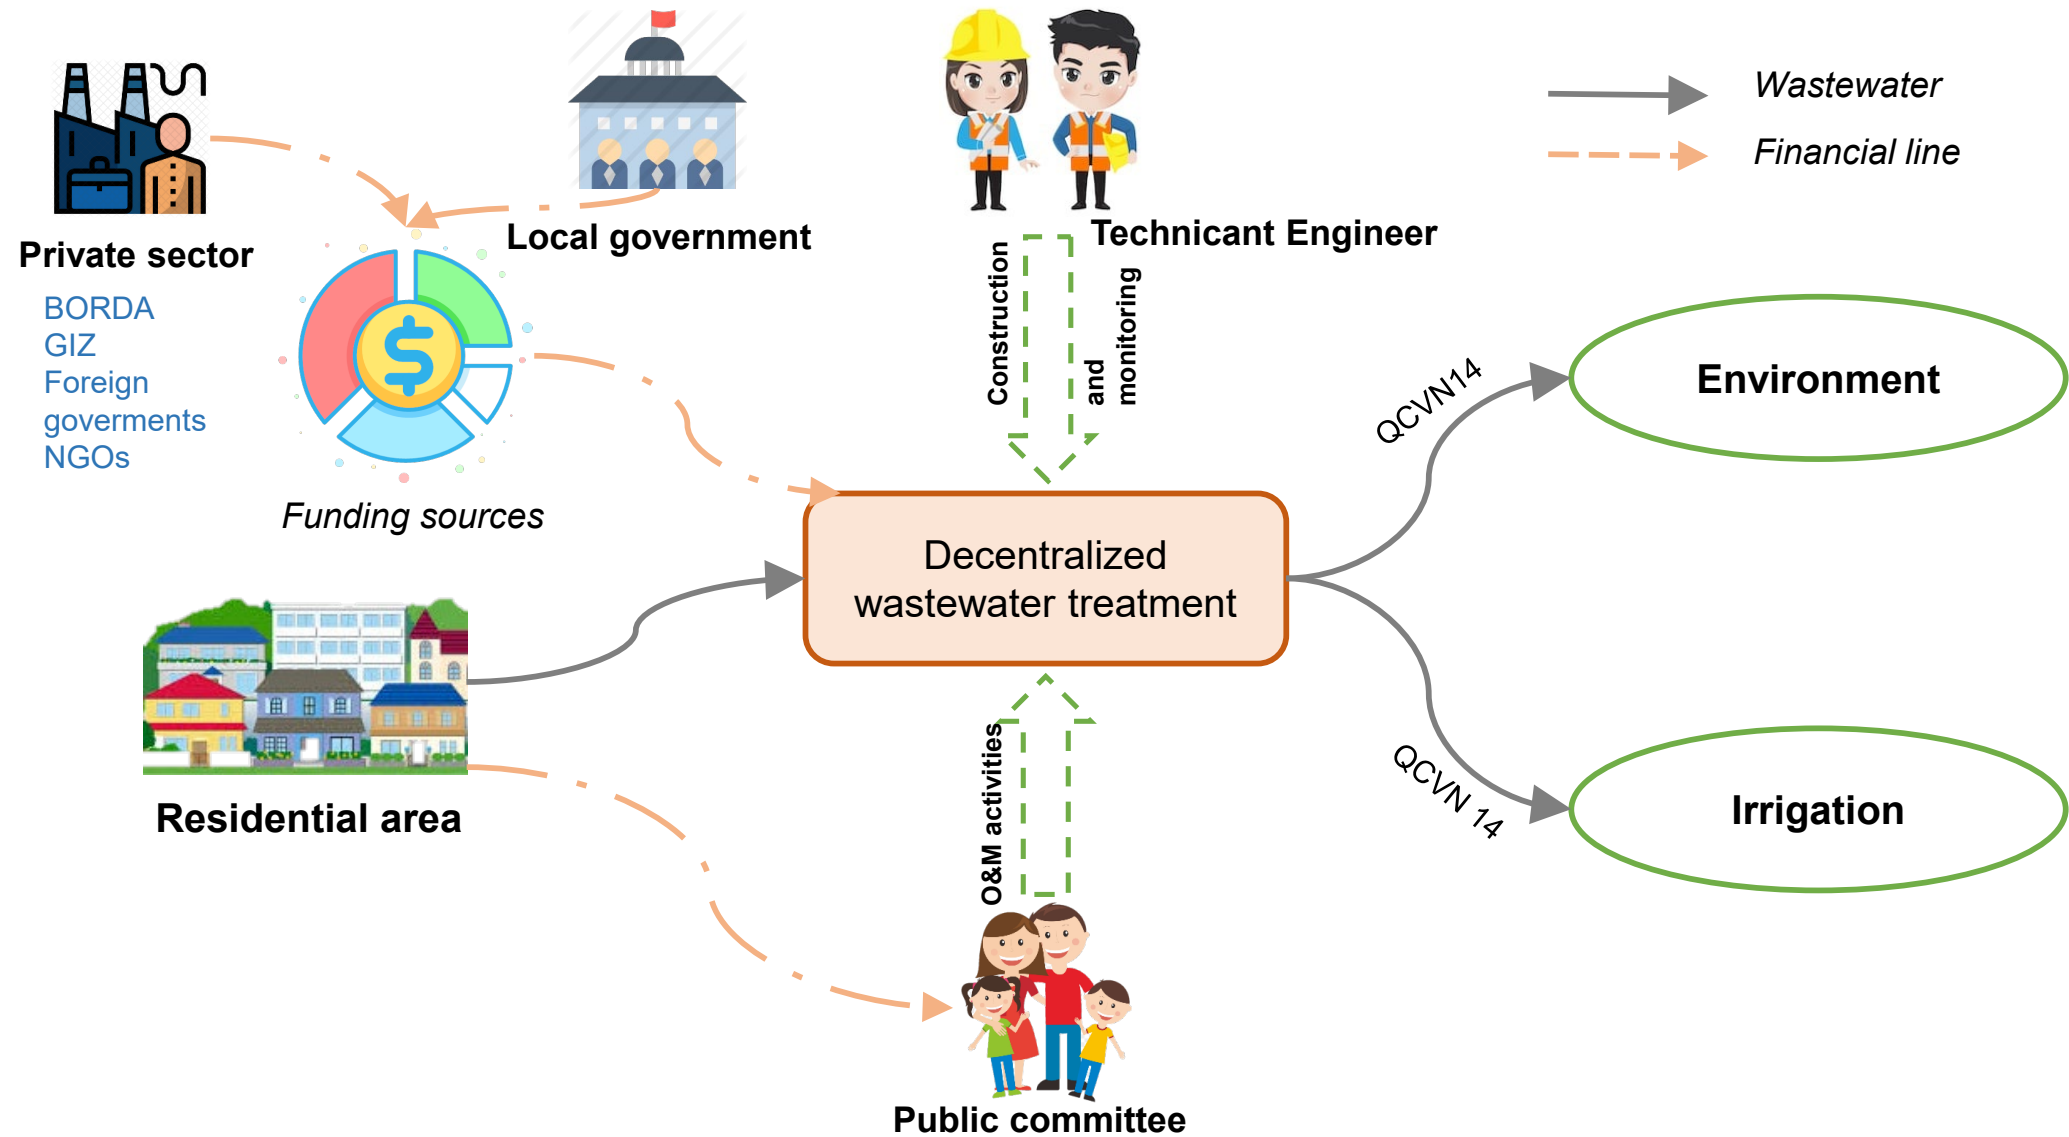 Wastewater
Financial line
Private sector
BORDA
GIZ
Foreign
goverments
NGOs
Local government
Technicant Engineer
Funding sources
Construction
and
monitoring
Decentralized
wastewater treatment
QCVN14
Environment
QCVN 14
Irrigation
Residential area
O&M activities
Public committee